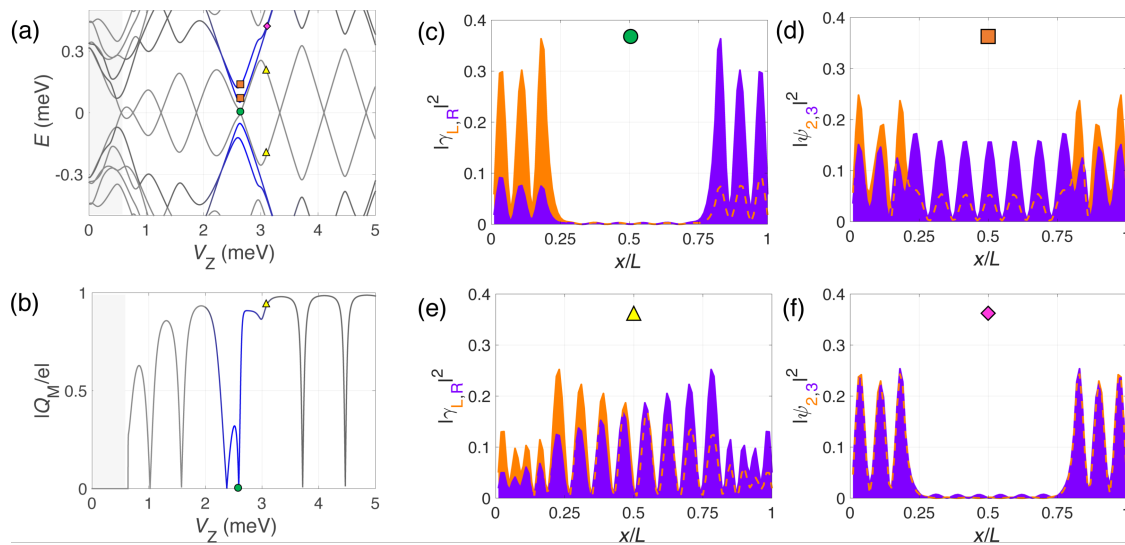 (a)
0.3
0
-0.3
E (meV)
0 1 2 3 4 5
V_Z (meV)
(b)
1
0.5
0
|Q_M/e|
0 1 2 3 4 5
V_Z (meV)
(c)
0.4
0.3
0.2
0.1
0
|γ_L,R|^2
0 0.25 0.5 0.75 1
x/L
(d)
0.4
0.3
0.2
0.1
0
|ψ_2,3|^2
0 0.25 0.5 0.75 1
x/L
(e)
0.4
0.3
0.2
0.1
0
|γ_L,R|^2
0 0.25 0.5 0.75 1
x/L
(f)
0.4
0.3
0.2
0.1
0
|ψ_2,3|^2
0 0.25 0.5 0.75 1
x/L